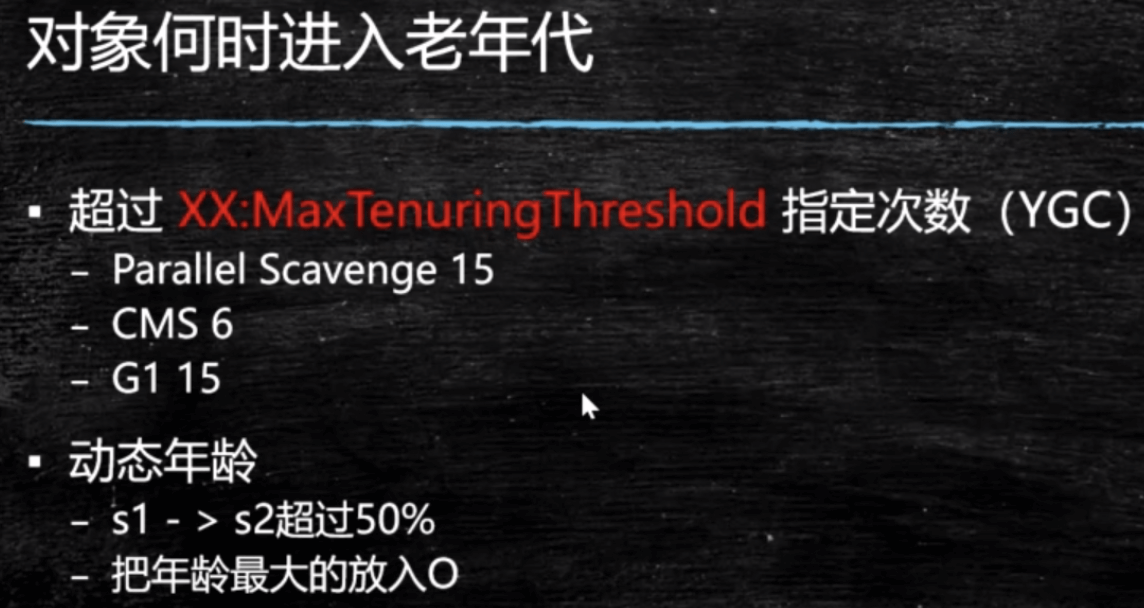 对象何时进入老年代
▪ 超过 XX:MaxTenuringThreshold 指定次数（YGC）
– Parallel Scavenge 15
– CMS 6
– G1 15
▪ 动态年龄
– s1 - > s2超过50%
– 把年龄最大的放入O